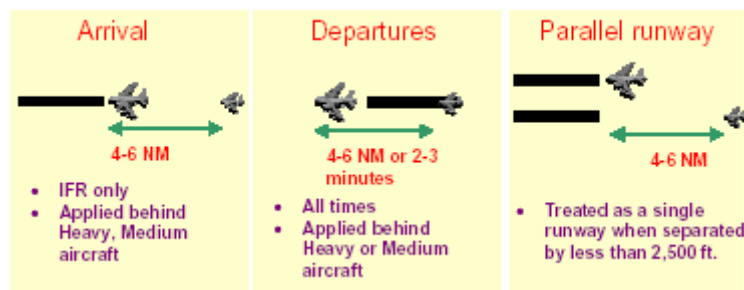 Arrival
4-6 NM
• IFR only
• Applied behind
Heavy, Medium
aircraft
Departures
4-6 NM or 2-3
minutes
• All times
• Applied behind
Heavy or Medium
aircraft
Parallel runway
4-6 NM
• Treated as a single
runway when separated
by less than 2,500 ft.